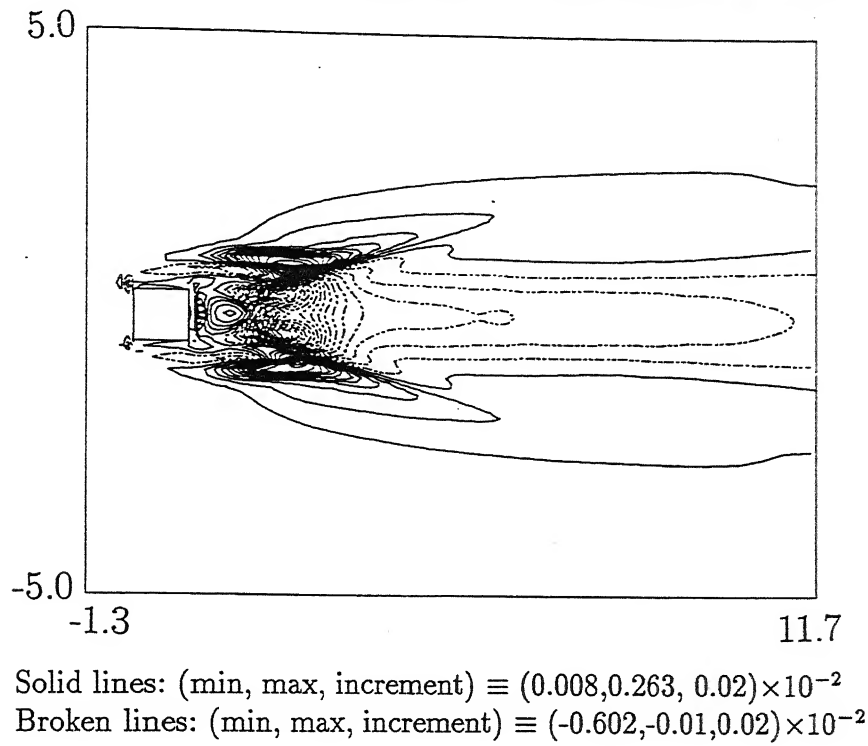 5.0
-5.0
-1.3
11.7
Solid lines: (min, max, increment) ≡ (0.008,0.263, 0.02)×10⁻²
Broken lines: (min, max, increment) ≡ (-0.602,-0.01,0.02)×10⁻²